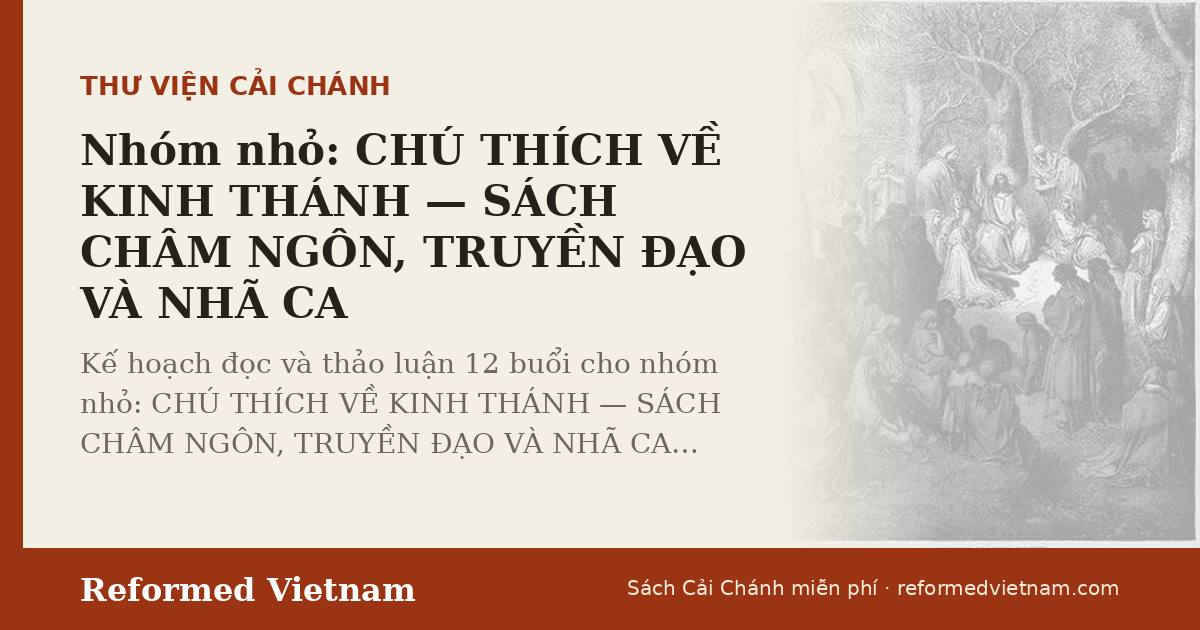 THƯ VIỆN CẢI CHÁNH
Nhóm nhỏ: CHÚ THÍCH VỀ
KINH THÁNH — SÁCH
CHÂM NGÔN, TRUYỀN ĐẠO
VÀ NHÃ CA
Kế hoạch đọc và thảo luận 12 buổi cho nhóm
nhỏ: CHÚ THÍCH VỀ KINH THÁNH — SÁCH
CHÂM NGÔN, TRUYỀN ĐẠO VÀ NHÃ CA...
Reformed Vietnam
Sách Cải Chánh miễn phí · reformedvietnam.com